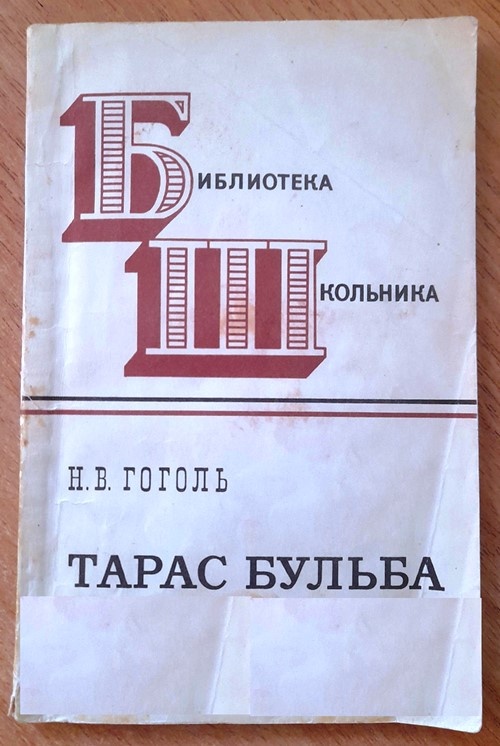 БИБЛИОТЕКА
ШКОЛЬНИКА
Н.В. ГОГОЛЬ
ТАРАС БУЛЬБА